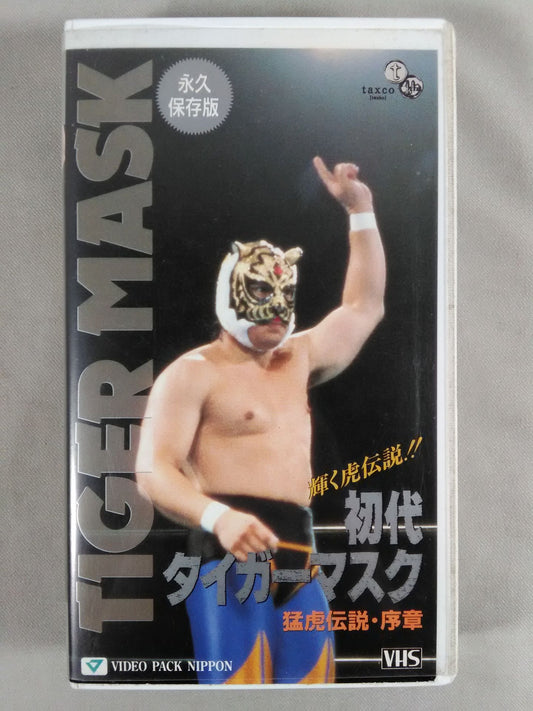 TIGER MASK
永久
保存版
t
taxco
[tasuko]
輝く虎伝説!!
初代
タイガーマスク
猛虎伝説・序章
VIDEO PACK NIPPON
VHS